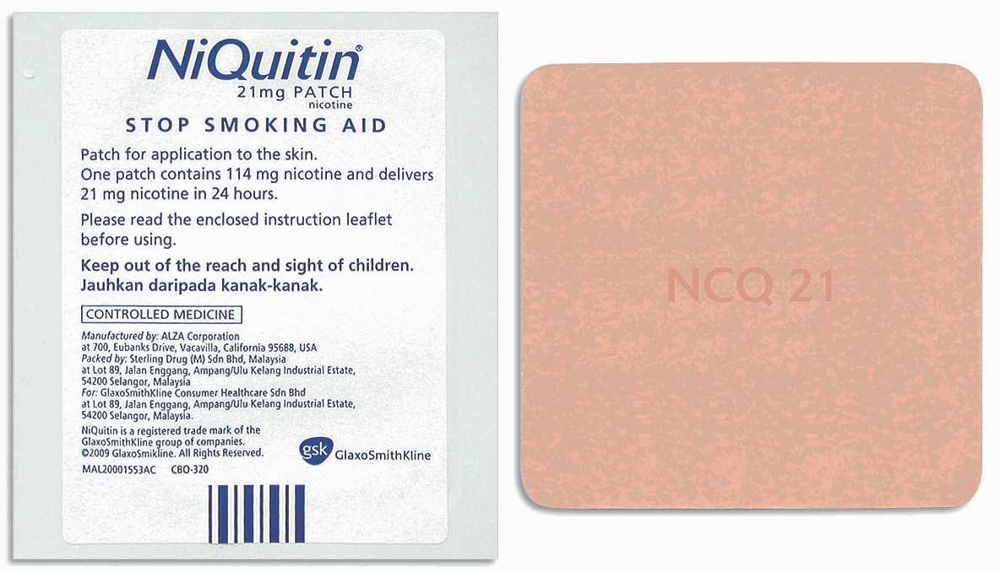 NiQuitin®
21mg PATCH
nicotine
STOP SMOKING AID
Patch for application to the skin.
One patch contains 114 mg nicotine and delivers
21 mg nicotine in 24 hours.
Please read the enclosed instruction leaflet
before using.
Keep out of the reach and sight of children.
Jauhkan daripada kanak-kanak.
CONTROLLED MEDICINE
Manufactured by: ALZA Corporation
at 700, Eubanks Drive, Vacavilla, California 95688, USA
Packed by: Sterling Drug (M) Sdn Bhd, Malaysia
at Lot 89, Jalan Enggang, Ampang/Ulu Kelang Industrial Estate,
54200 Selangor, Malaysia
For: GlaxoSmithKline Consumer Healthcare Sdn Bhd
at Lot 89, Jalan Enggang, Ampang/Ulu Kelang Industrial Estate,
54200 Selangor, Malaysia.
NiQuitin is a registered trade mark of the
GlaxoSmithKline group of companies.
©2009 GlaxoSmikline. All Rights Reserved.
gsk GlaxoSmithKline
MAL20001553AC CBO-320
NCQ 21